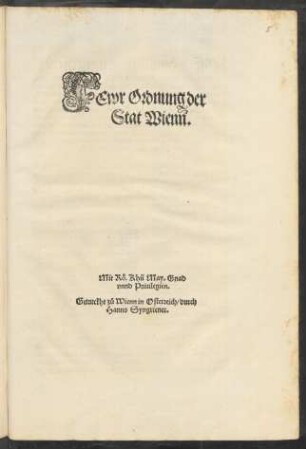 FEwr Ordnung der
Stat Wienn.
Mit Rö. Khü. May. Gnad
vnnd Priuilegien.
Gedruckht zů Wienn in Osterreich/durch
Hanns Syngriener.